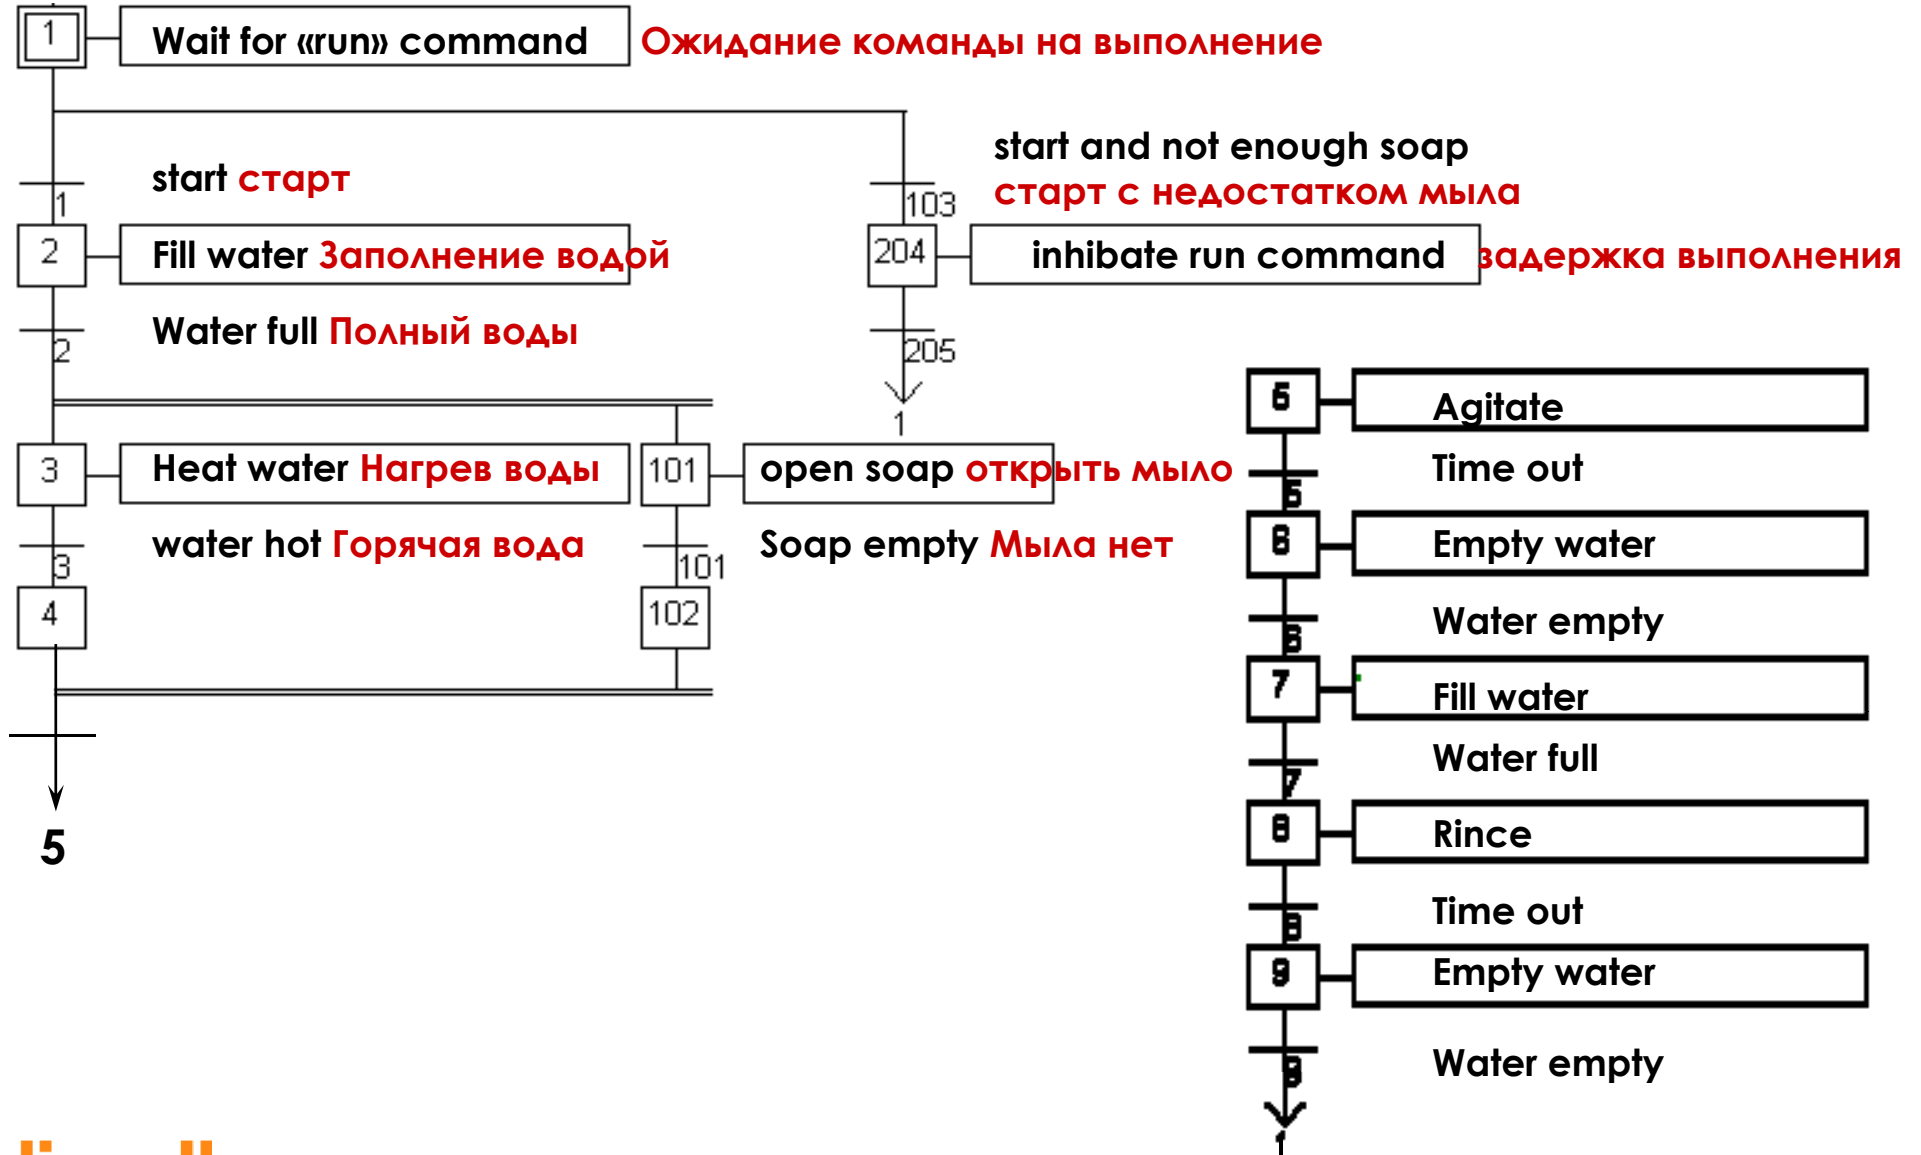 1
Wait for «run» command Ожидание команды на выполнение
start and not enough soap
start старт
старт с недостатком мыла
1
103
2
Fill water Заполнение водой
204
inhibate run command задержка выполнения
Water full Полный воды
2
205
1
3
Heat water Нагрев воды
101
open soap открыть мыло
water hot Горячая вода
Soap empty Мыла нет
3
101
4
102
5
Agitate
Time out
5
6
Empty water
Water empty
6
7
Fill water
Water full
7
8
Rince
Time out
8
9
Empty water
Water empty
9
1